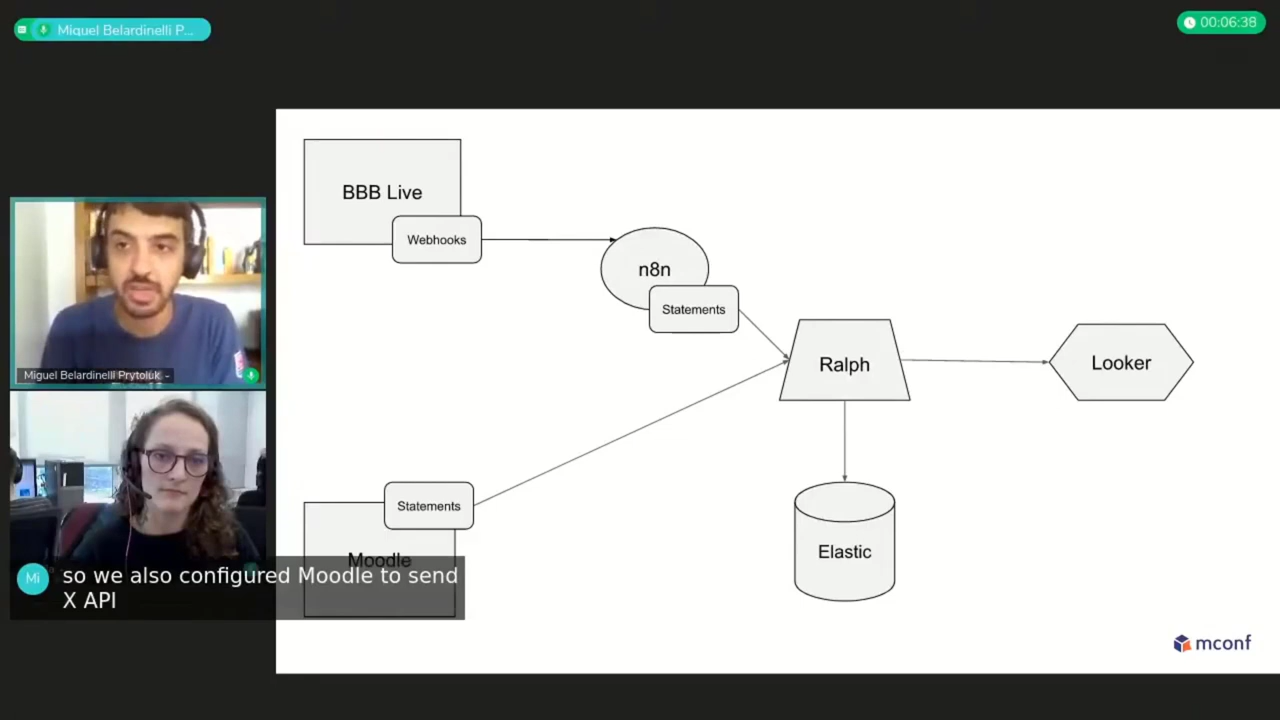 Miguel Belardinelli P...
00:06:38
BBB Live
Webhooks
n8n
Statements
Ralph
Looker
Miguel Belardinelli Prytoluk
Statements
Moodle
Elastic
Mi
so we also configured Moodle to send
X API
mconf